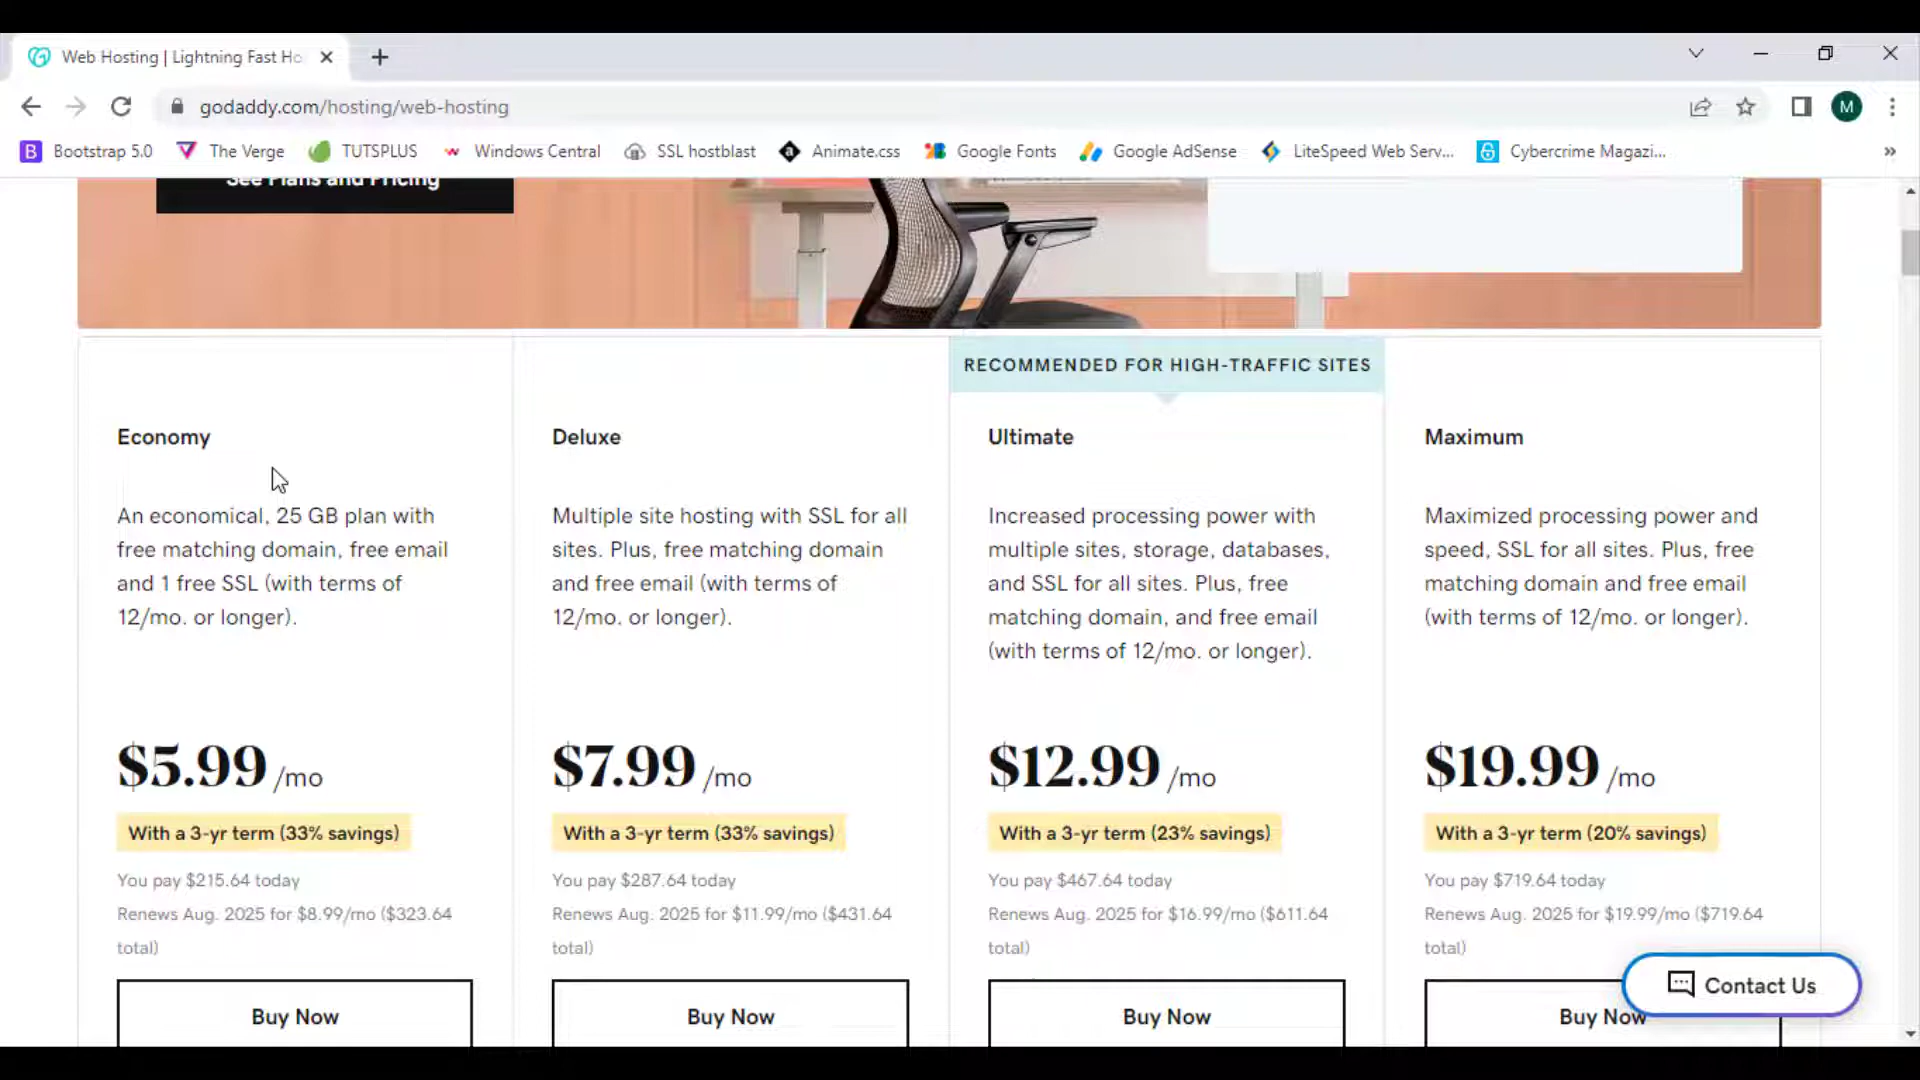 Web Hosting | Lightning Fast Ho
godaddy.com/hosting/web-hosting
M
B Bootstrap 5.0
The Verge
TUTSPLUS
Windows Central
SSL hostblast
Animate.css
Google Fonts
Google AdSense
LiteSpeed Web Serv...
Cybercrime Magazi...
See Plans and Pricing
RECOMMENDED FOR HIGH-TRAFFIC SITES
Economy
An economical, 25 GB plan with
free matching domain, free email
and 1 free SSL (with terms of
12/mo. or longer).
$5.99 /mo
With a 3-yr term (33% savings)
You pay $215.64 today
Renews Aug. 2025 for $8.99/mo ($323.64
total)
Buy Now
Deluxe
Multiple site hosting with SSL for all
sites. Plus, free matching domain
and free email (with terms of
12/mo. or longer).
$7.99 /mo
With a 3-yr term (33% savings)
You pay $287.64 today
Renews Aug. 2025 for $11.99/mo ($431.64
total)
Buy Now
Ultimate
Increased processing power with
multiple sites, storage, databases,
and SSL for all sites. Plus, free
matching domain, and free email
(with terms of 12/mo. or longer).
$12.99 /mo
With a 3-yr term (23% savings)
You pay $467.64 today
Renews Aug. 2025 for $16.99/mo ($611.64
total)
Buy Now
Maximum
Maximized processing power and
speed, SSL for all sites. Plus, free
matching domain and free email
(with terms of 12/mo. or longer).
$19.99 /mo
With a 3-yr term (20% savings)
You pay $719.64 today
Renews Aug. 2025 for $19.99/mo ($719.64
total)
Buy Now
Contact Us